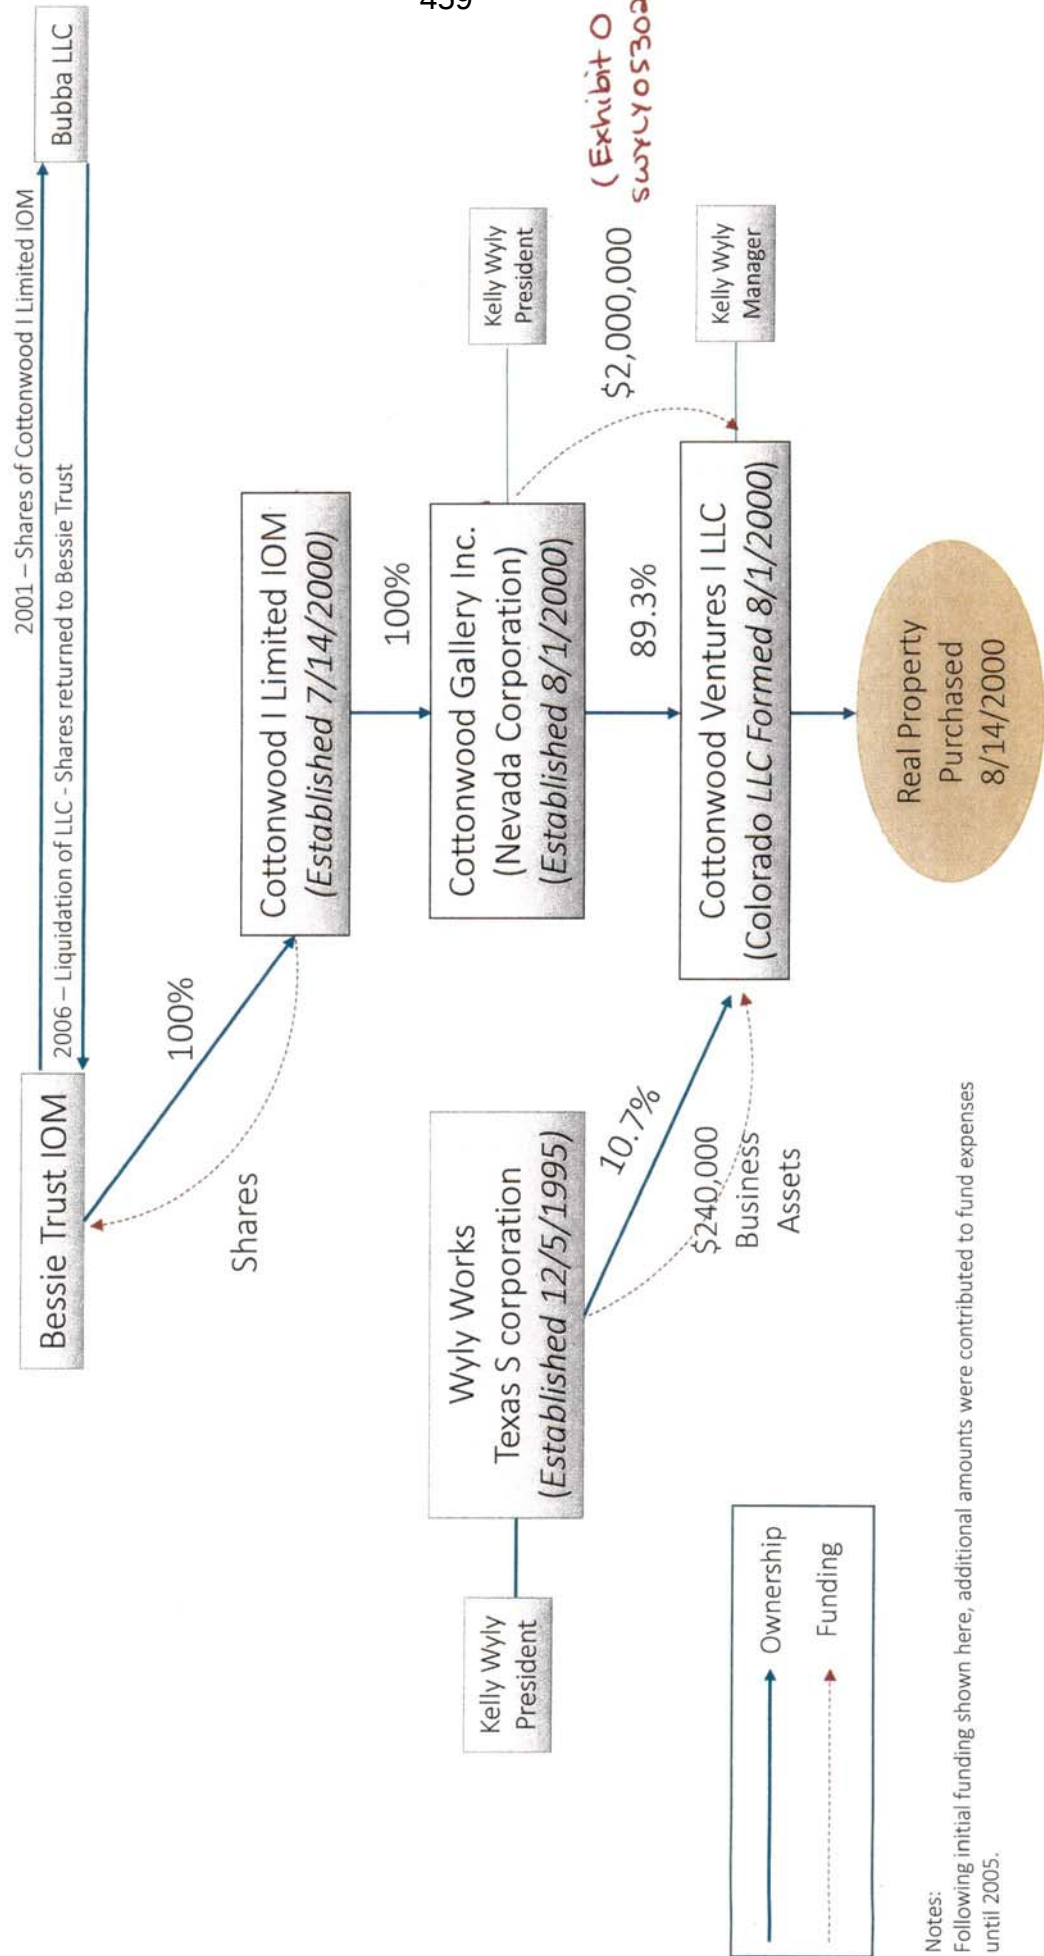 459
2001 – Shares of Cottonwood I Limited IOM
Bessie Trust IOM
Bubba LLC
2006 – Liquidation of LLC - Shares returned to Bessie Trust
100%
Shares
Cottonwood I Limited IOM
(Established 7/14/2000)
100%
Kelly Wyly
President
Wyly Works
Texas S corporation
(Established 12/5/1995)
Cottonwood Gallery Inc.
(Nevada Corporation)
(Established 8/1/2000)
Kelly Wyly
President
$2,000,000
(Exhibit O
SWYLY05302
10.7%
$240,000
Business
Assets
89.3%
Cottonwood Ventures I LLC
(Colorado LLC Formed 8/1/2000)
Kelly Wyly
Manager
Real Property
Purchased
8/14/2000
Ownership
Funding
Notes:
Following initial funding shown here, additional amounts were contributed to fund expenses
until 2005.